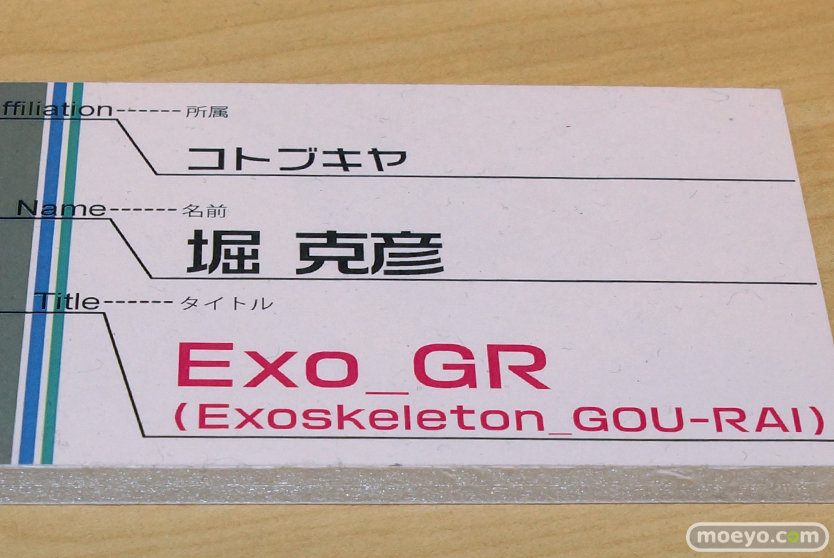 ffiliation------所属
コトブキヤ
Name------名前
堀 克彦
Title------タイトル
Exo_GR
(Exoskeleton_GOU-RAI)
moeyo.com